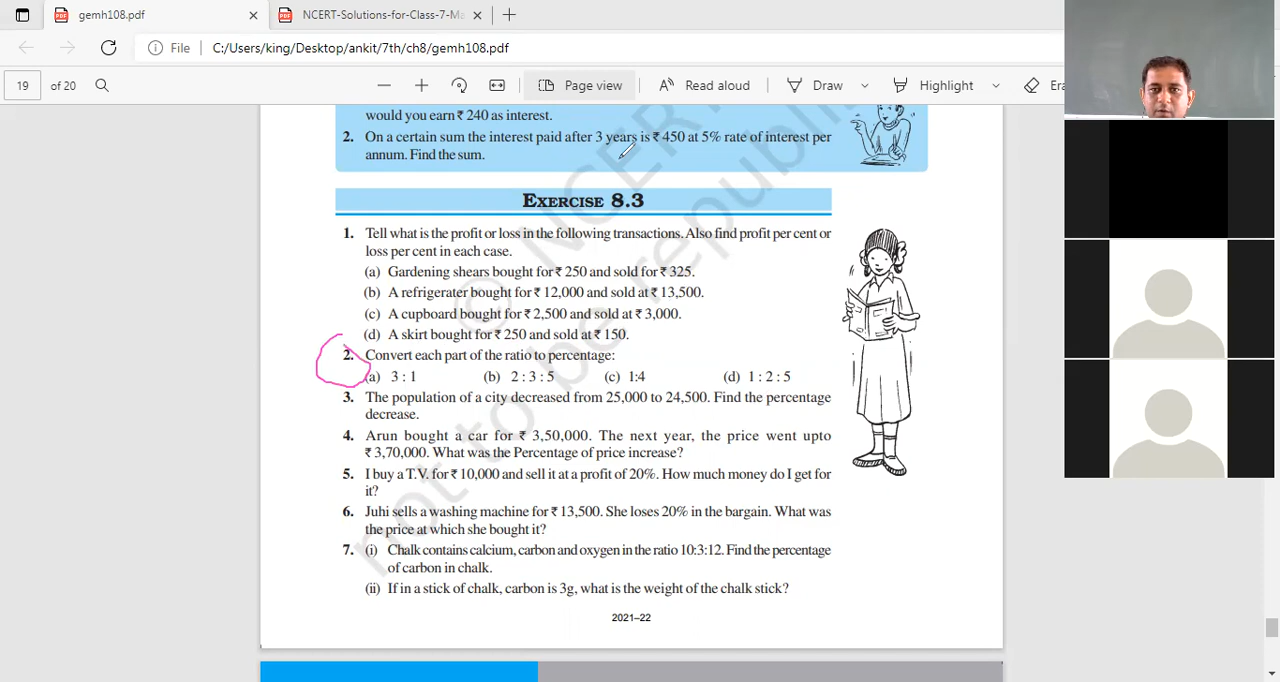 gemh108.pdf
NCERT-Solutions-for-Class-7-Ma
File
C:/Users/king/Desktop/ankit/7th/ch8/gemh108.pdf
19 of 20
Page view
Read aloud
Draw
Highlight
Era
would you earn ₹ 240 as interest.
2. On a certain sum the interest paid after 3 years is ₹ 450 at 5% rate of interest per
annum. Find the sum.
EXERCISE 8.3
1. Tell what is the profit or loss in the following transactions. Also find profit per cent or
loss per cent in each case.
(a) Gardening shears bought for ₹ 250 and sold for ₹ 325.
(b) A refrigerater bought for ₹ 12,000 and sold at ₹ 13,500.
(c) A cupboard bought for ₹ 2,500 and sold at ₹ 3,000.
(d) A skirt bought for ₹ 250 and sold at ₹ 150.
2. Convert each part of the ratio to percentage:
(a) 3 : 1 (b) 2 : 3 : 5 (c) 1:4 (d) 1 : 2 : 5
3. The population of a city decreased from 25,000 to 24,500. Find the percentage
decrease.
4. Arun bought a car for ₹ 3,50,000. The next year, the price went upto
₹ 3,70,000. What was the Percentage of price increase?
5. I buy a T.V. for ₹ 10,000 and sell it at a profit of 20%. How much money do I get for
it?
6. Juhi sells a washing machine for ₹ 13,500. She loses 20% in the bargain. What was
the price at which she bought it?
7. (i) Chalk contains calcium, carbon and oxygen in the ratio 10:3:12. Find the percentage
of carbon in chalk.
(ii) If in a stick of chalk, carbon is 3g, what is the weight of the chalk stick?
2021–22
© NCERT
not to be republi